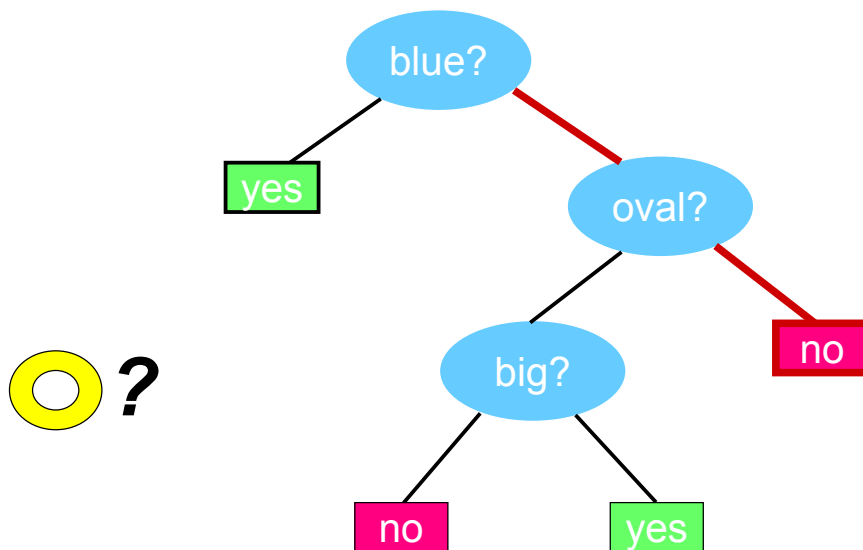 blue?
yes
oval?
big?
no
?
no
yes